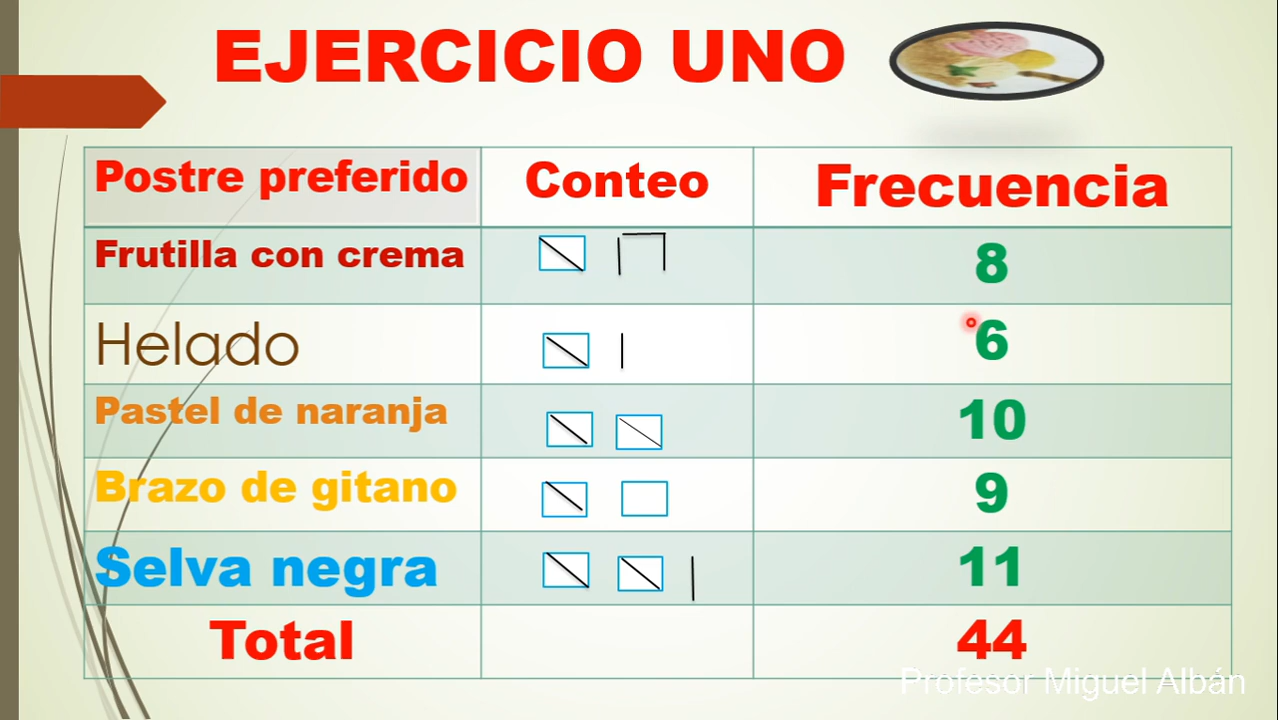 EJERCICIO UNO
Postre preferido Conteo Frecuencia
Frutilla con crema 8
Helado 6
Pastel de naranja 10
Brazo de gitano 9
Selva negra 11
Total 44
Profesor Miguel Albán